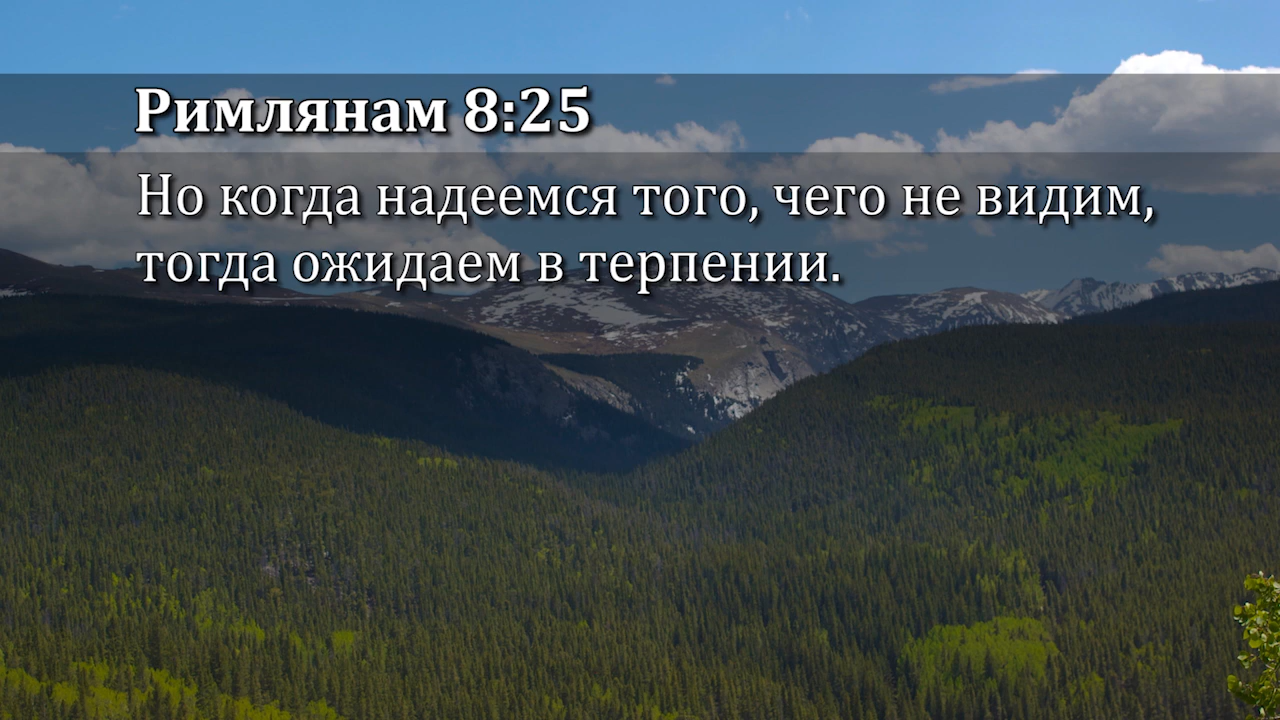 Римлянам 8:25
Но когда надеемся того, чего не видим,
тогда ожидаем в терпении.